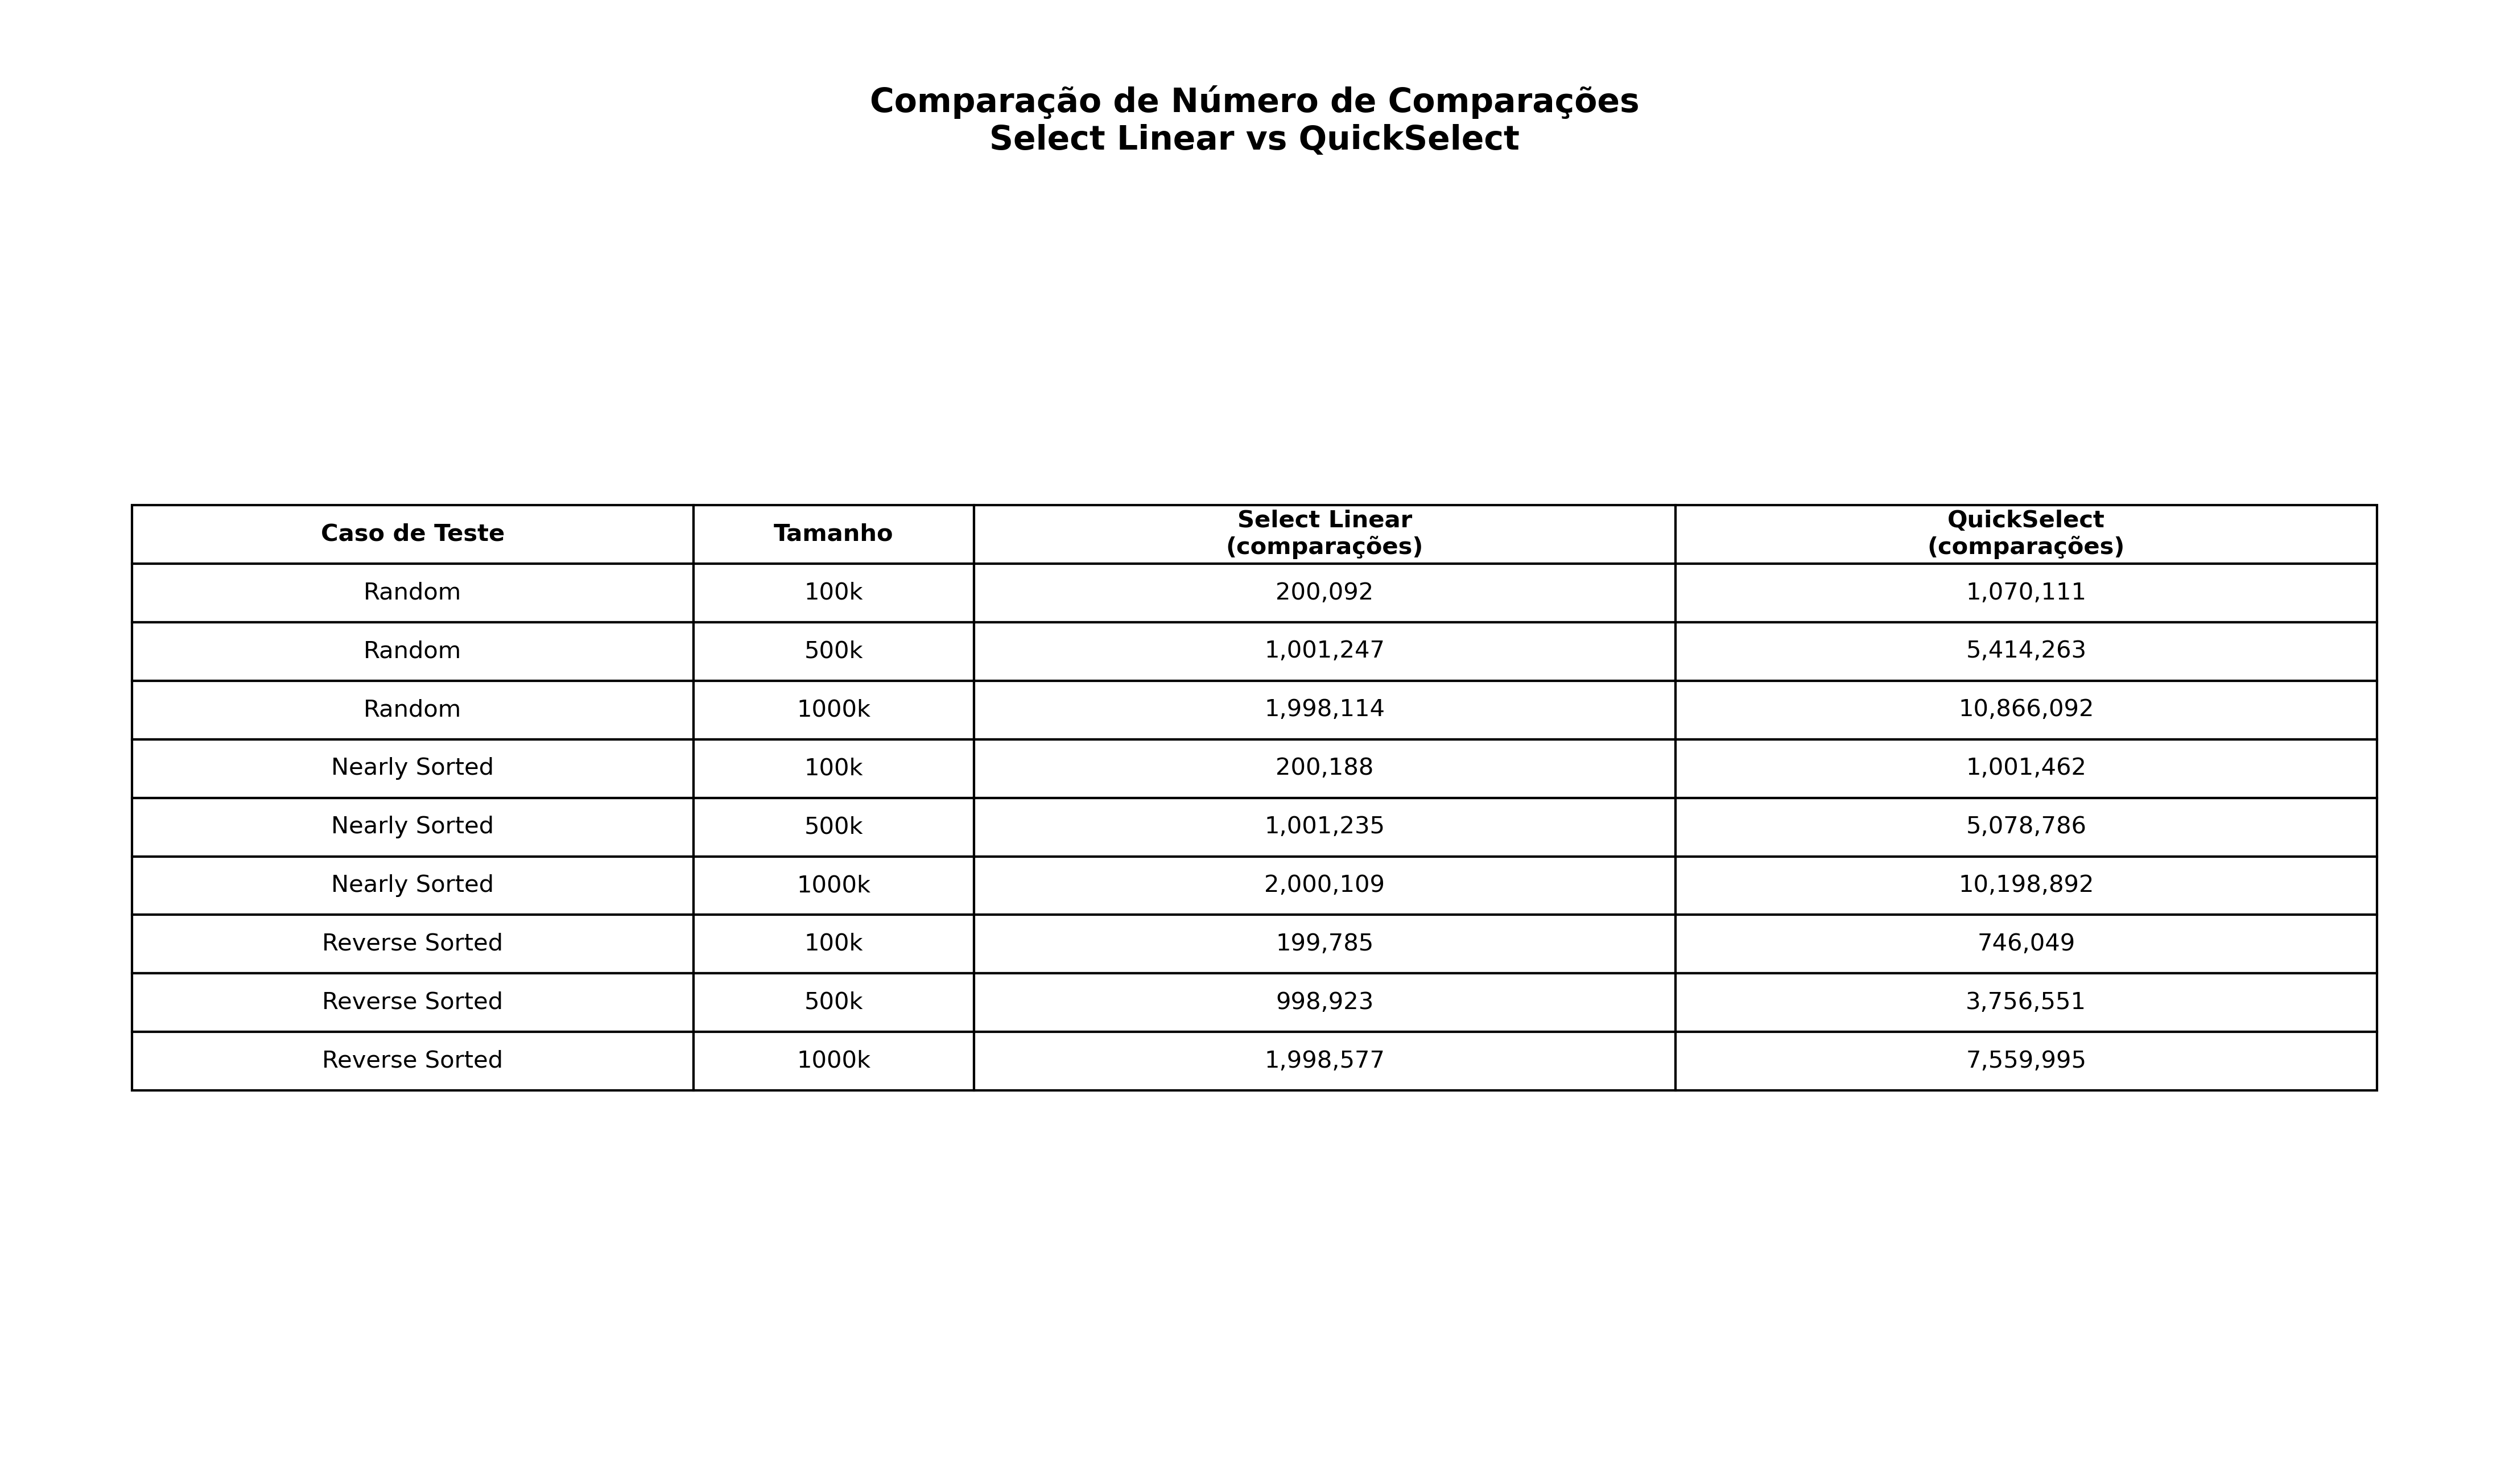 Comparação de Número de Comparações
Select Linear vs QuickSelect
Caso de Teste Tamanho Select Linear (comparações) QuickSelect (comparações)
Random 100k 200,092 1,070,111
Random 500k 1,001,247 5,414,263
Random 1000k 1,998,114 10,866,092
Nearly Sorted 100k 200,188 1,001,462
Nearly Sorted 500k 1,001,235 5,078,786
Nearly Sorted 1000k 2,000,109 10,198,892
Reverse Sorted 100k 199,785 746,049
Reverse Sorted 500k 998,923 3,756,551
Reverse Sorted 1000k 1,998,577 7,559,995